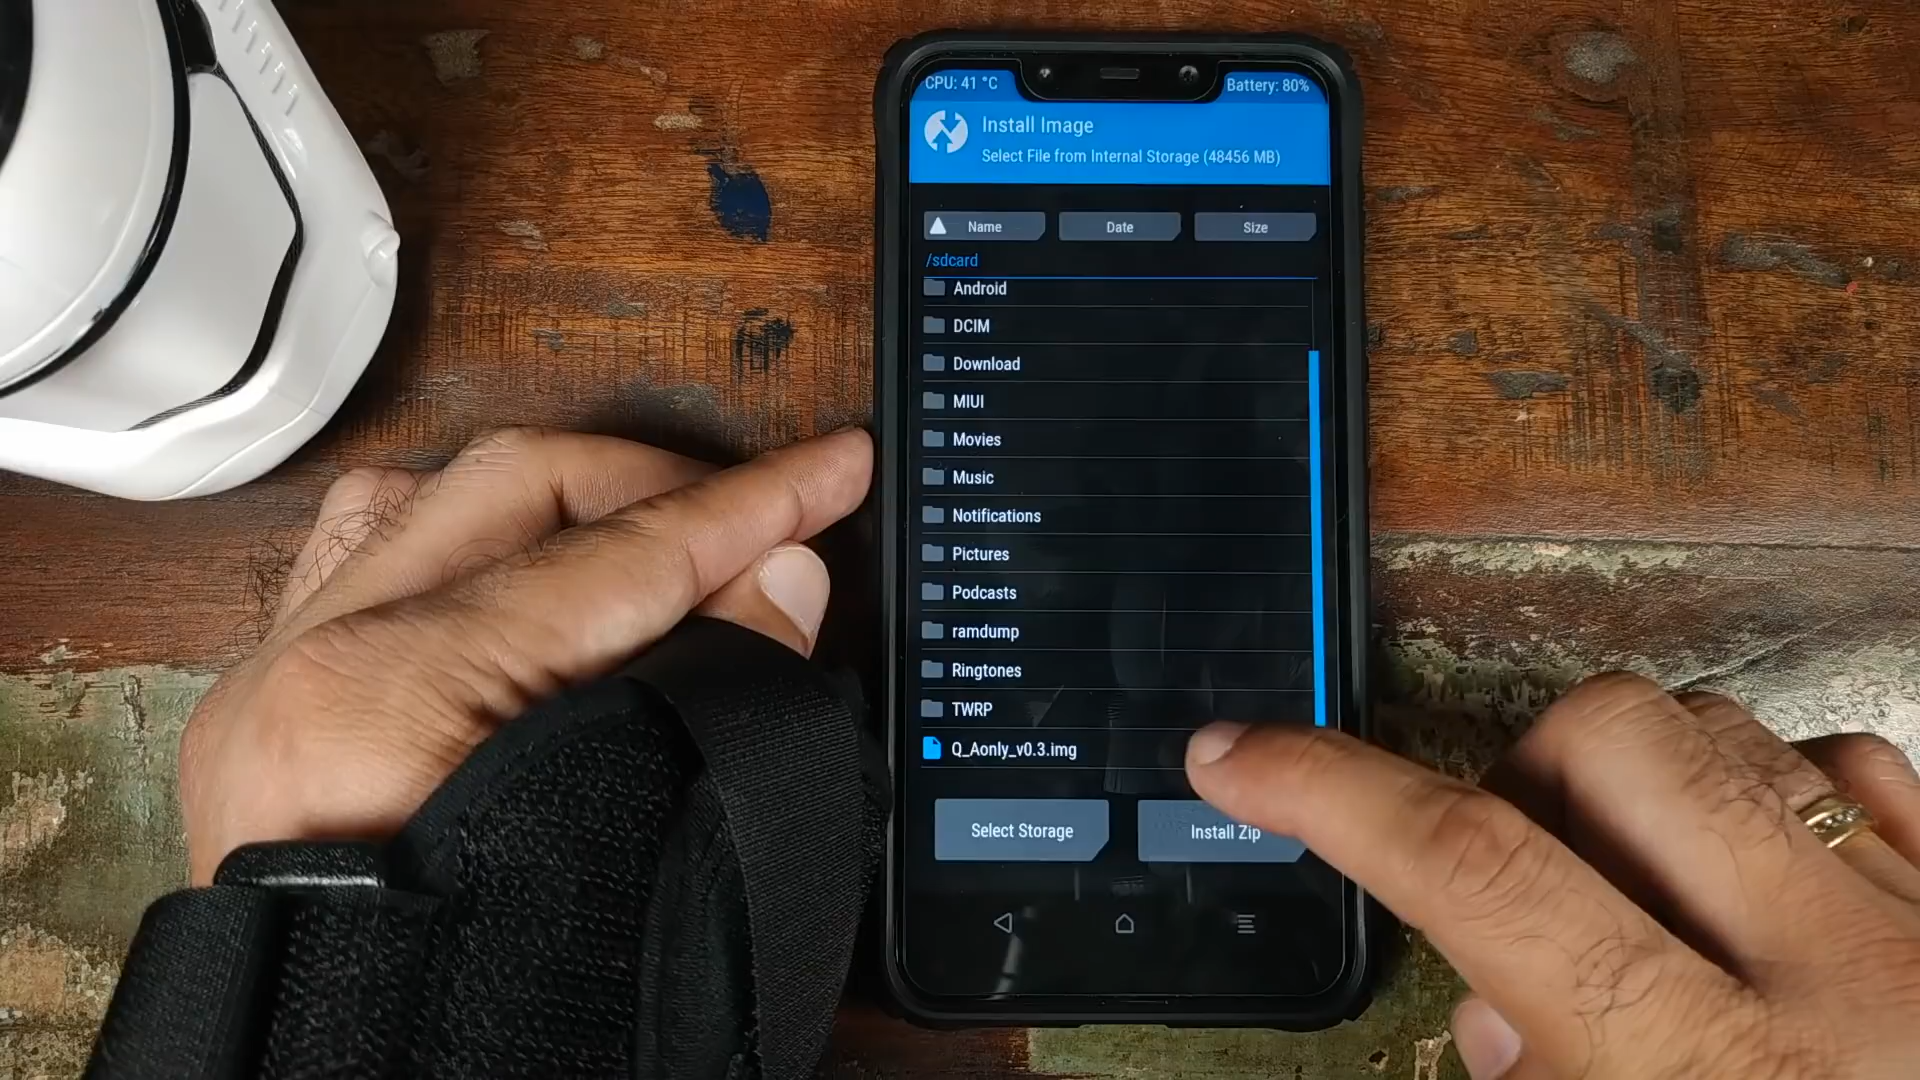 CPU: 41 °C
Battery: 80%
Install Image
Select File from Internal Storage (48456 MB)
Name
Date
Size
/sdcard
Android
DCIM
Download
MIUI
Movies
Music
Notifications
Pictures
Podcasts
ramdump
Ringtones
TWRP
Q_Aonly_v0.3.img
Select Storage
Install Zip